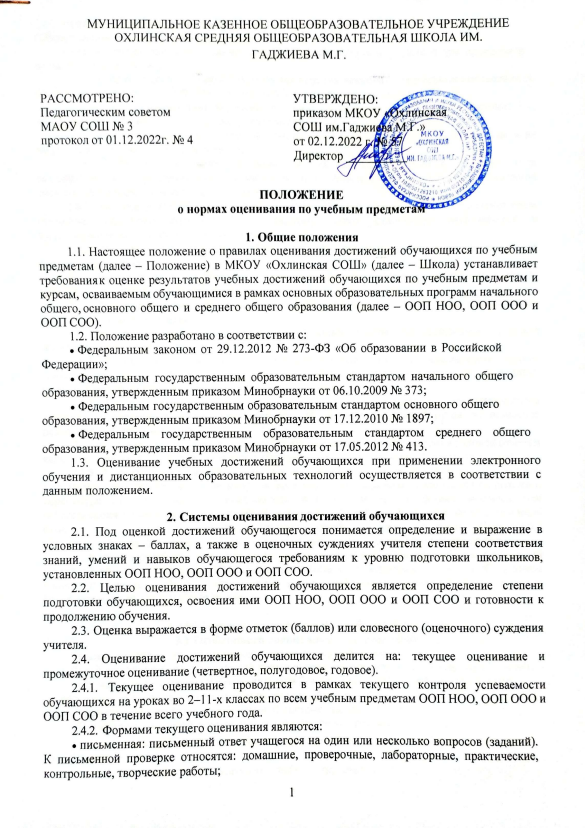 МУНИЦИПАЛЬНОЕ КАЗЕННОЕ ОБЩЕОБРАЗОВАТЕЛЬНОЕ УЧРЕЖДЕНИЕ
ОХЛИНСКАЯ СРЕДНЯЯ ОБЩЕОБРАЗОВАТЕЛЬНАЯ ШКОЛА ИМ.
ГАДЖИЕВА М.Г.
РАССМОТРЕНО:
Педагогическим советом
МАОУ СОШ № 3
протокол от 01.12.2022г. № 4
УТВЕРЖДЕНО:
приказом МКОУ «Охлинская
СОШ им.Гаджиева М.Г.»
от 02.12.2022 г. №
Директор
МКОУ
«ОХЛИНСКАЯ
СОШ
ПОЛОЖЕНИЕ
о нормах оценивания по учебным предметам
1. Общие положения
1.1. Настоящее положение о правилах оценивания достижений обучающихся по учебным
предметам (далее – Положение) в МКОУ «Охлинская СОШ» (далее – Школа) устанавливает
требования к оценке результатов учебных достижений обучающихся по учебным предметам и
курсам, осваиваемым обучающимися в рамках основных образовательных программ начального
общего, основного общего и среднего общего образования (далее – ООП НОО, ООП ООО и
ООП СОО).
1.2. Положение разработано в соответствии с:
• Федеральным законом от 29.12.2012 № 273-ФЗ «Об образовании в Российской
Федерации»;
• Федеральным государственным образовательным стандартом начального общего
образования, утвержденным приказом Минобрнауки от 06.10.2009 № 373;
• Федеральным государственным образовательным стандартом основного общего
образования, утвержденным приказом Минобрнауки от 17.12.2010 № 1897;
• Федеральным государственным образовательным стандартом среднего общего
образования, утвержденным приказом Минобрнауки от 17.05.2012 № 413.
1.3. Оценивание учебных достижений обучающихся при применении электронного
обучения и дистанционных образовательных технологий осуществляется в соответствии с
данным положением.
2. Системы оценивания достижений обучающихся
2.1. Под оценкой достижений обучающегося понимается определение и выражение в
условных знаках – баллах, а также в оценочных суждениях учителя степени соответствия
знаний, умений и навыков обучающегося требованиям к уровню подготовки школьников,
установленных ООП НОО, ООП ООО и ООП СОО.
2.2. Целью оценивания достижений обучающихся является определение степени
подготовки обучающихся, освоения ими ООП НОО, ООП ООО и ООП СОО и готовности к
продолжению обучения.
2.3. Оценка выражается в форме отметок (баллов) или словесного (оценочного) суждения
учителя.
2.4. Оценивание достижений обучающихся делится на: текущее оценивание и
промежуточное оценивание (четвертное, полугодовое, годовое).
2.4.1. Текущее оценивание проводится в рамках текущего контроля успеваемости
обучающихся на уроках во 2–11-х классах по всем учебным предметам ООП НОО, ООП ООО и
ООП СОО в течение всего учебного года.
2.4.2. Формами текущего оценивания являются:
• письменная: письменный ответ учащегося на один или несколько вопросов (заданий).
К письменной проверке относятся: домашние, проверочные, лабораторные, практические,
контрольные, творческие работы;
1